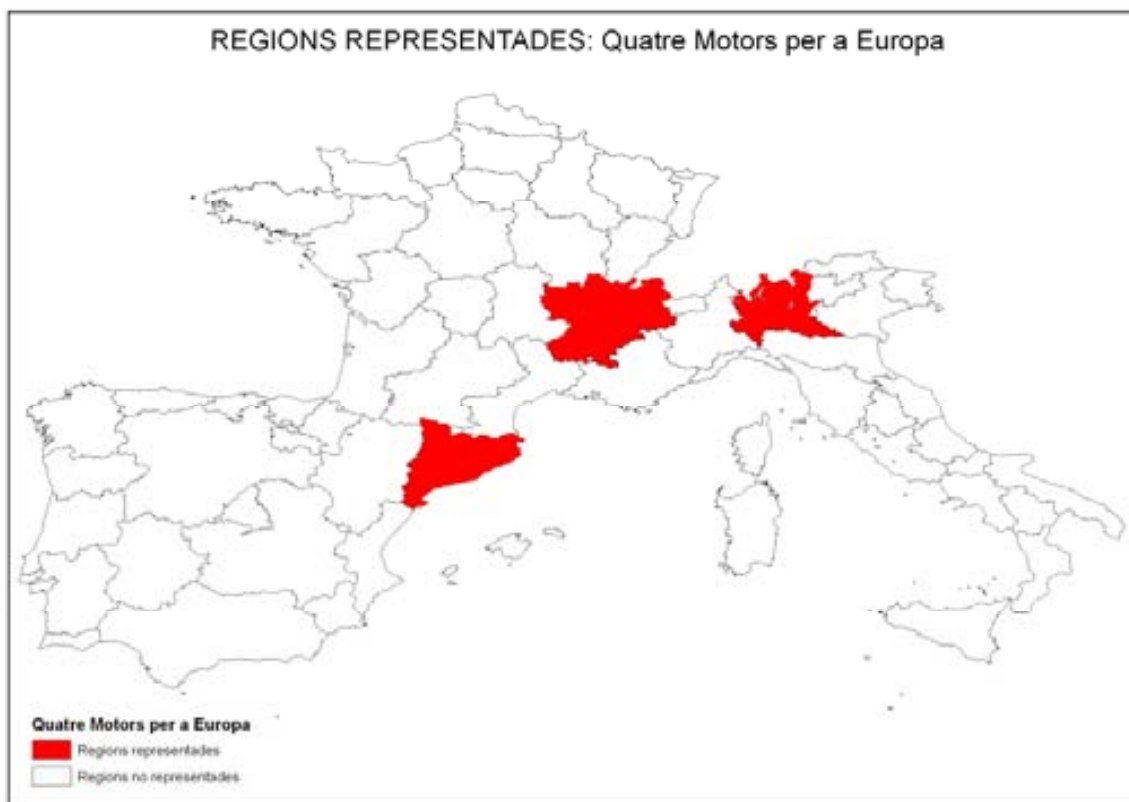 REGIONS REPRESENTADES: Quatre Motors per a Europa
Quatre Motors per a Europa
Regions representades
Regions no representades